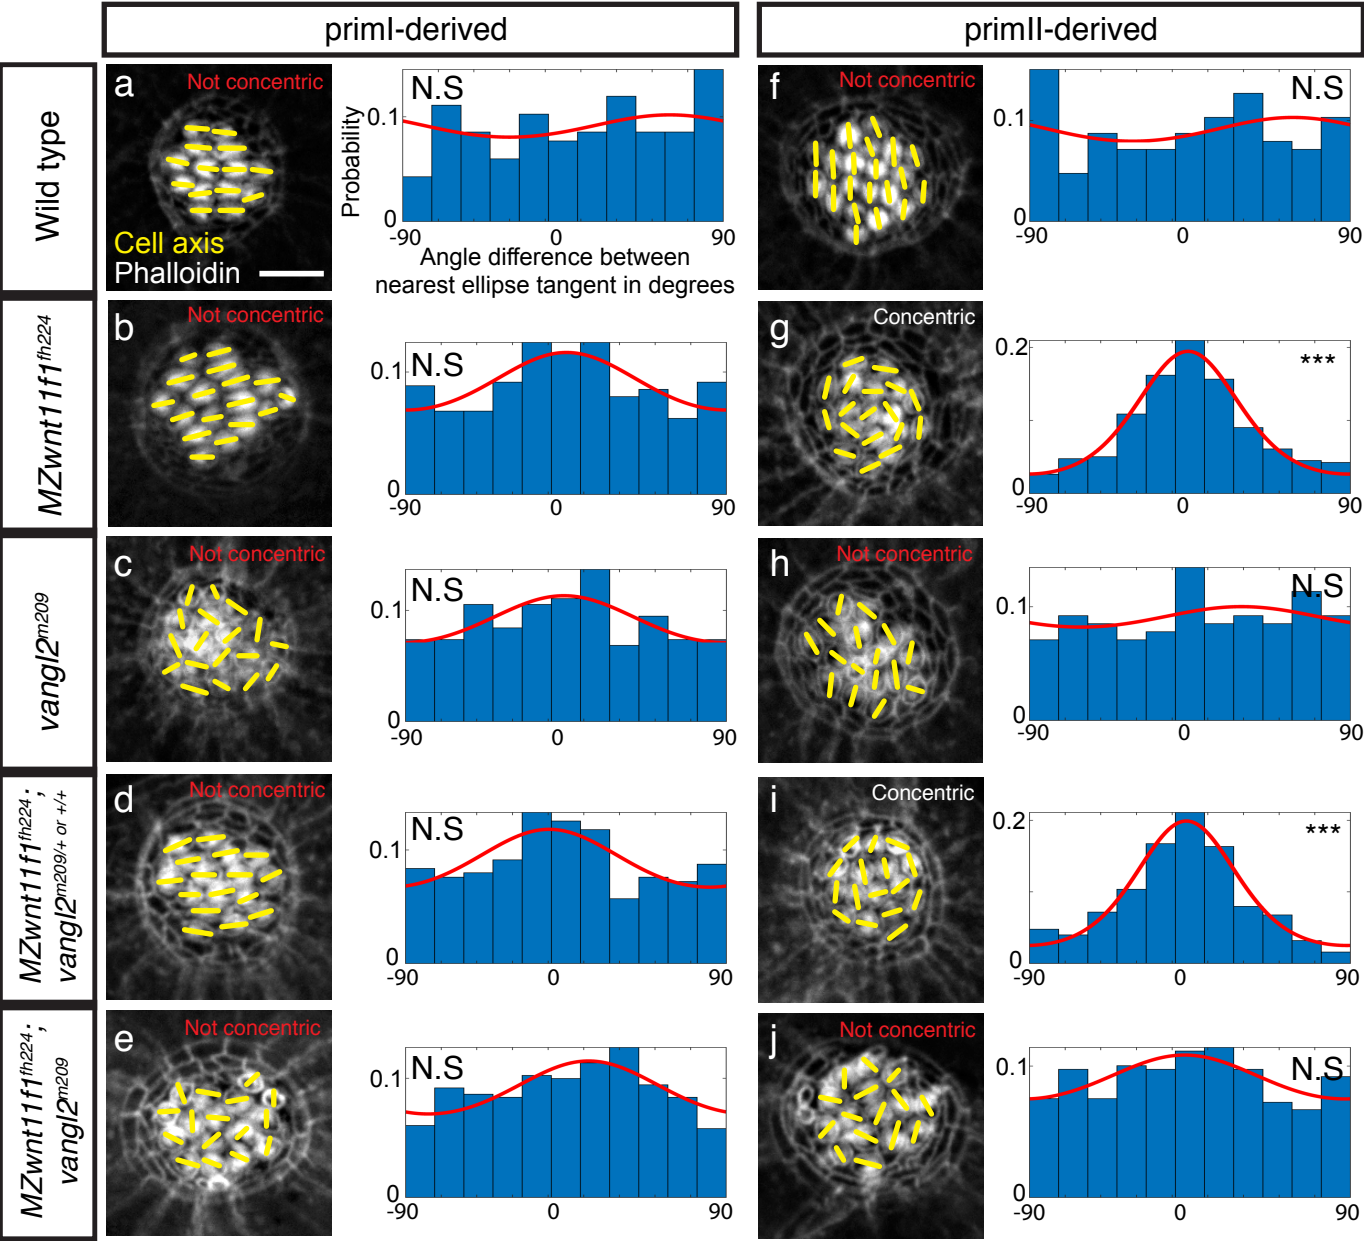 primI-derived
primII-derived
Wild type
a
Not concentric
Cell axis
Phalloidin
N.S
Probability
0.1
0
-90
0
90
Angle difference between
nearest ellipse tangent in degrees
f
Not concentric
N.S
0.1
0
-90
0
90
MZwnt11f1fh224
b
Not concentric
N.S
0.1
0
-90
0
90
g
Concentric
***
0.2
0
-90
0
90
vangl2m209
c
Not concentric
N.S
0.1
0
-90
0
90
h
Not concentric
N.S
0.1
0
-90
0
90
MZwnt11f1fh224;
vangl2m209/+ or +/+
d
Not concentric
N.S
0.1
0
-90
0
90
i
Concentric
***
0.2
0
-90
0
90
MZwnt11f1fh224;
vangl2m209
e
Not concentric
N.S
0.1
0
-90
0
90
j
Not concentric
N.S
0.1
0
-90
0
90